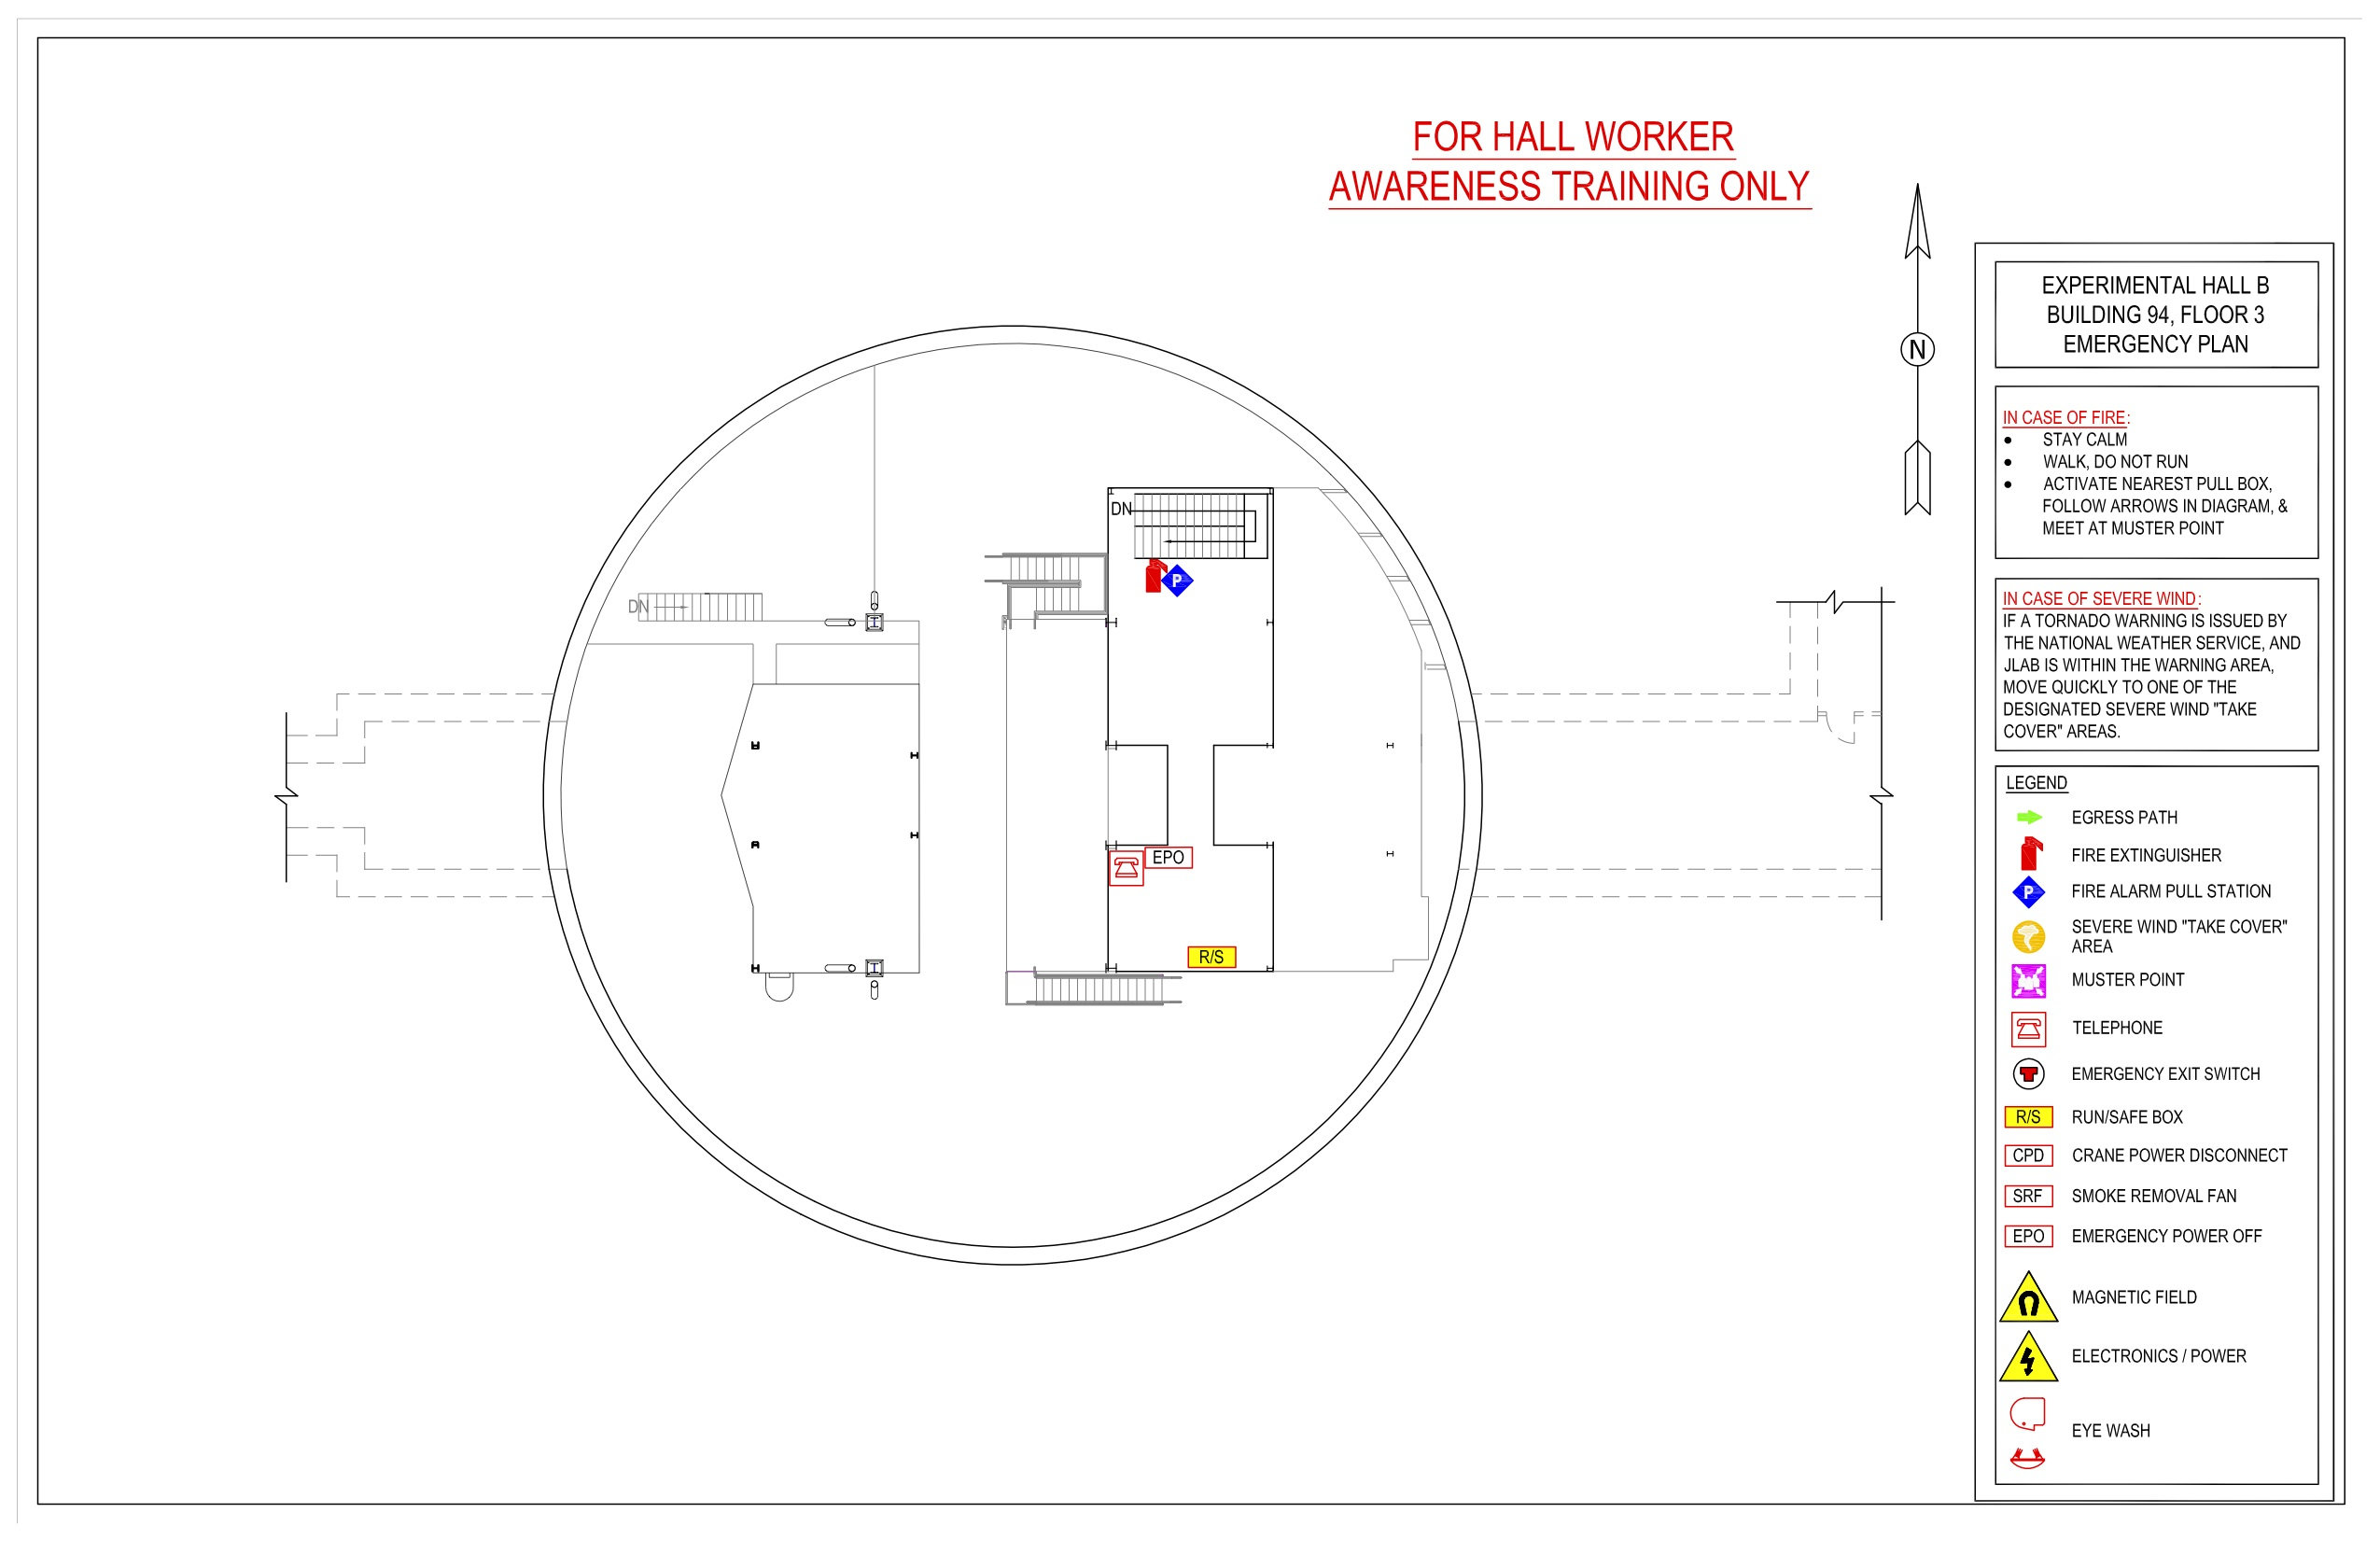 FOR HALL WORKER
AWARENESS TRAINING ONLY
N
EXPERIMENTAL HALL B
BUILDING 94, FLOOR 3
EMERGENCY PLAN
IN CASE OF FIRE:
• STAY CALM
• WALK, DO NOT RUN
• ACTIVATE NEAREST PULL BOX,
FOLLOW ARROWS IN DIAGRAM, &
MEET AT MUSTER POINT
IN CASE OF SEVERE WIND:
IF A TORNADO WARNING IS ISSUED BY
THE NATIONAL WEATHER SERVICE, AND
JLAB IS WITHIN THE WARNING AREA,
MOVE QUICKLY TO ONE OF THE
DESIGNATED SEVERE WIND "TAKE
COVER" AREAS.
LEGEND
EGRESS PATH
FIRE EXTINGUISHER
P FIRE ALARM PULL STATION
SEVERE WIND "TAKE COVER"
AREA
MUSTER POINT
TELEPHONE
EMERGENCY EXIT SWITCH
R/S RUN/SAFE BOX
CPD CRANE POWER DISCONNECT
SRF SMOKE REMOVAL FAN
EPO EMERGENCY POWER OFF
MAGNETIC FIELD
ELECTRONICS / POWER
EYE WASH
DN
P
DN
EPO
R/S